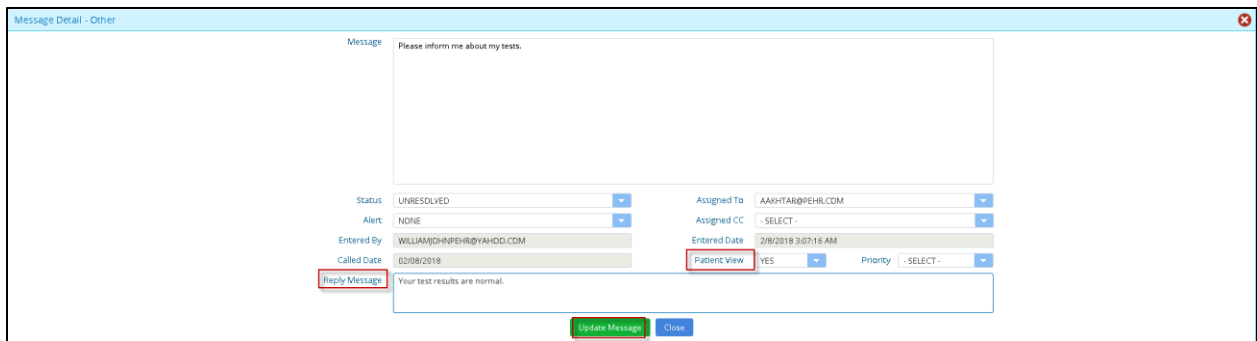 Message Detail - Other
Message
Please inform me about my tests.
Status UNRESOLVED Assigned To AAKHTAR@PEHR.COM
Alert NONE Assigned CC - SELECT -
Entered By WILLIAMJOHNPEHR@YAHOO.COM Entered Date 2/8/2018 3:07:16 AM
Called Date 02/08/2018 Patient View YES Priority - SELECT -
Reply Message Your test results are normal.
Update Message Close